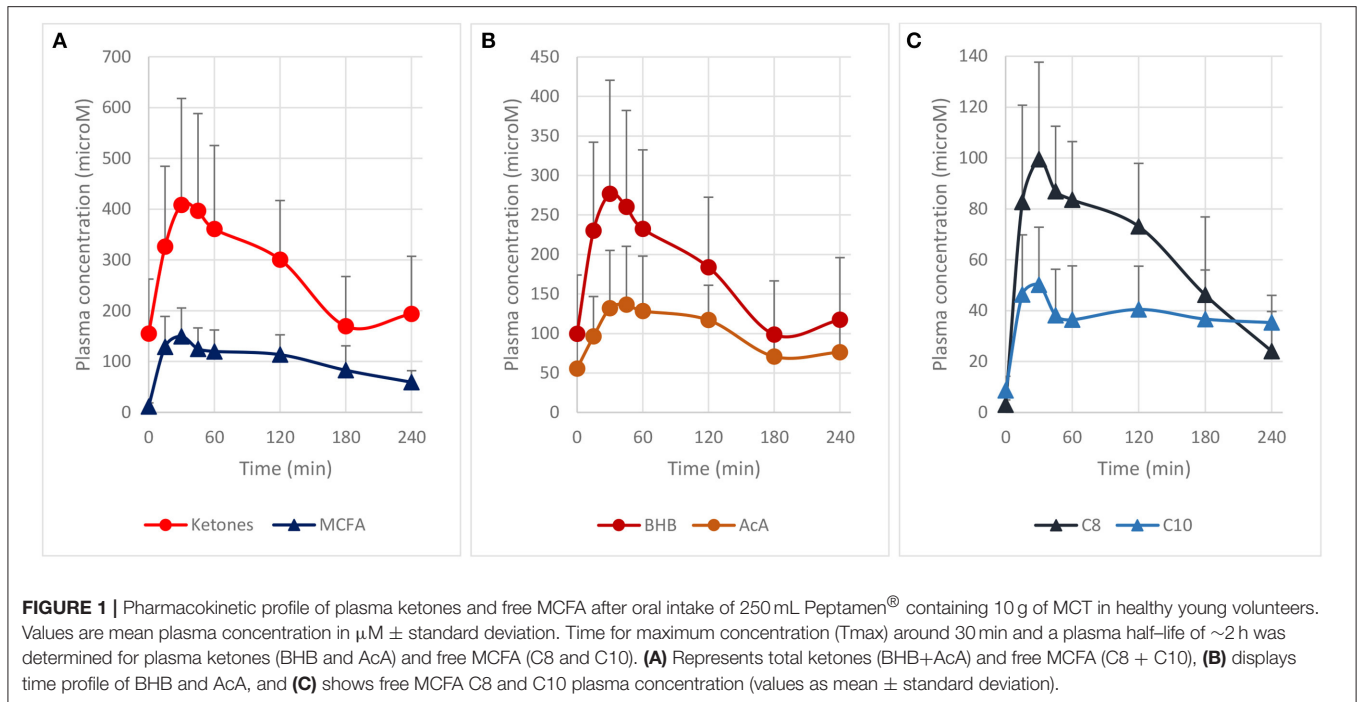 A
Plasma concentration (microM)
700
600
500
400
300
200
100
0
0 60 120 180 240
Time (min)
Ketones MCFA
B
Plasma concentration (microM)
450
400
350
300
250
200
150
100
50
0
0 60 120 180 240
Time (min)
BHB AcA
C
Plasma concentration (microM)
140
120
100
80
60
40
20
0
0 60 120 180 240
Time (min)
C8 C10
FIGURE 1 | Pharmacokinetic profile of plasma ketones and free MCFA after oral intake of 250 mL Peptamen® containing 10 g of MCT in healthy young volunteers.
Values are mean plasma concentration in μM ± standard deviation. Time for maximum concentration (Tmax) around 30 min and a plasma half–life of ~2 h was
determined for plasma ketones (BHB and AcA) and free MCFA (C8 and C10). (A) Represents total ketones (BHB+AcA) and free MCFA (C8 + C10), (B) displays
time profile of BHB and AcA, and (C) shows free MCFA C8 and C10 plasma concentration (values as mean ± standard deviation).